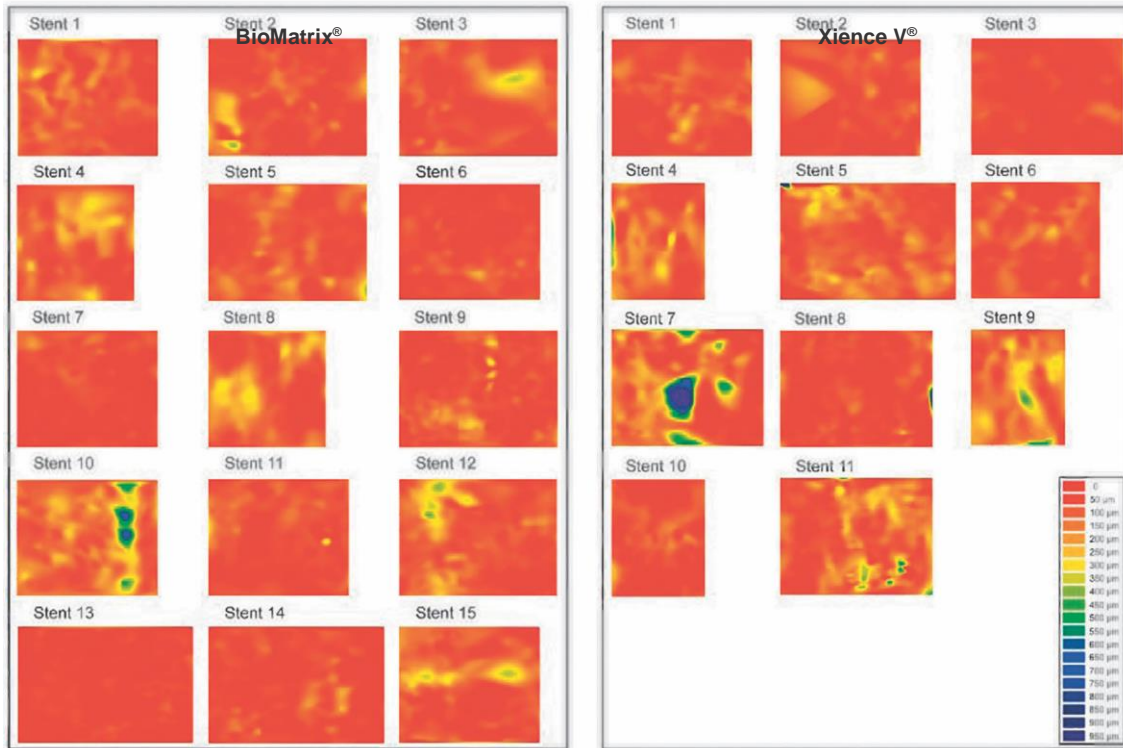 BioMatrix®
Stent 1 Stent 2 Stent 3
Stent 4 Stent 5 Stent 6
Stent 7 Stent 8 Stent 9
Stent 10 Stent 11 Stent 12
Stent 13 Stent 14 Stent 15
Xience V®
Stent 1 Stent 2 Stent 3
Stent 4 Stent 5 Stent 6
Stent 7 Stent 8 Stent 9
Stent 10 Stent 11
0
50 µm
100 µm
150 µm
200 µm
250 µm
300 µm
350 µm
400 µm
450 µm
500 µm
550 µm
600 µm
650 µm
700 µm
750 µm
800 µm
850 µm
900 µm
950 µm